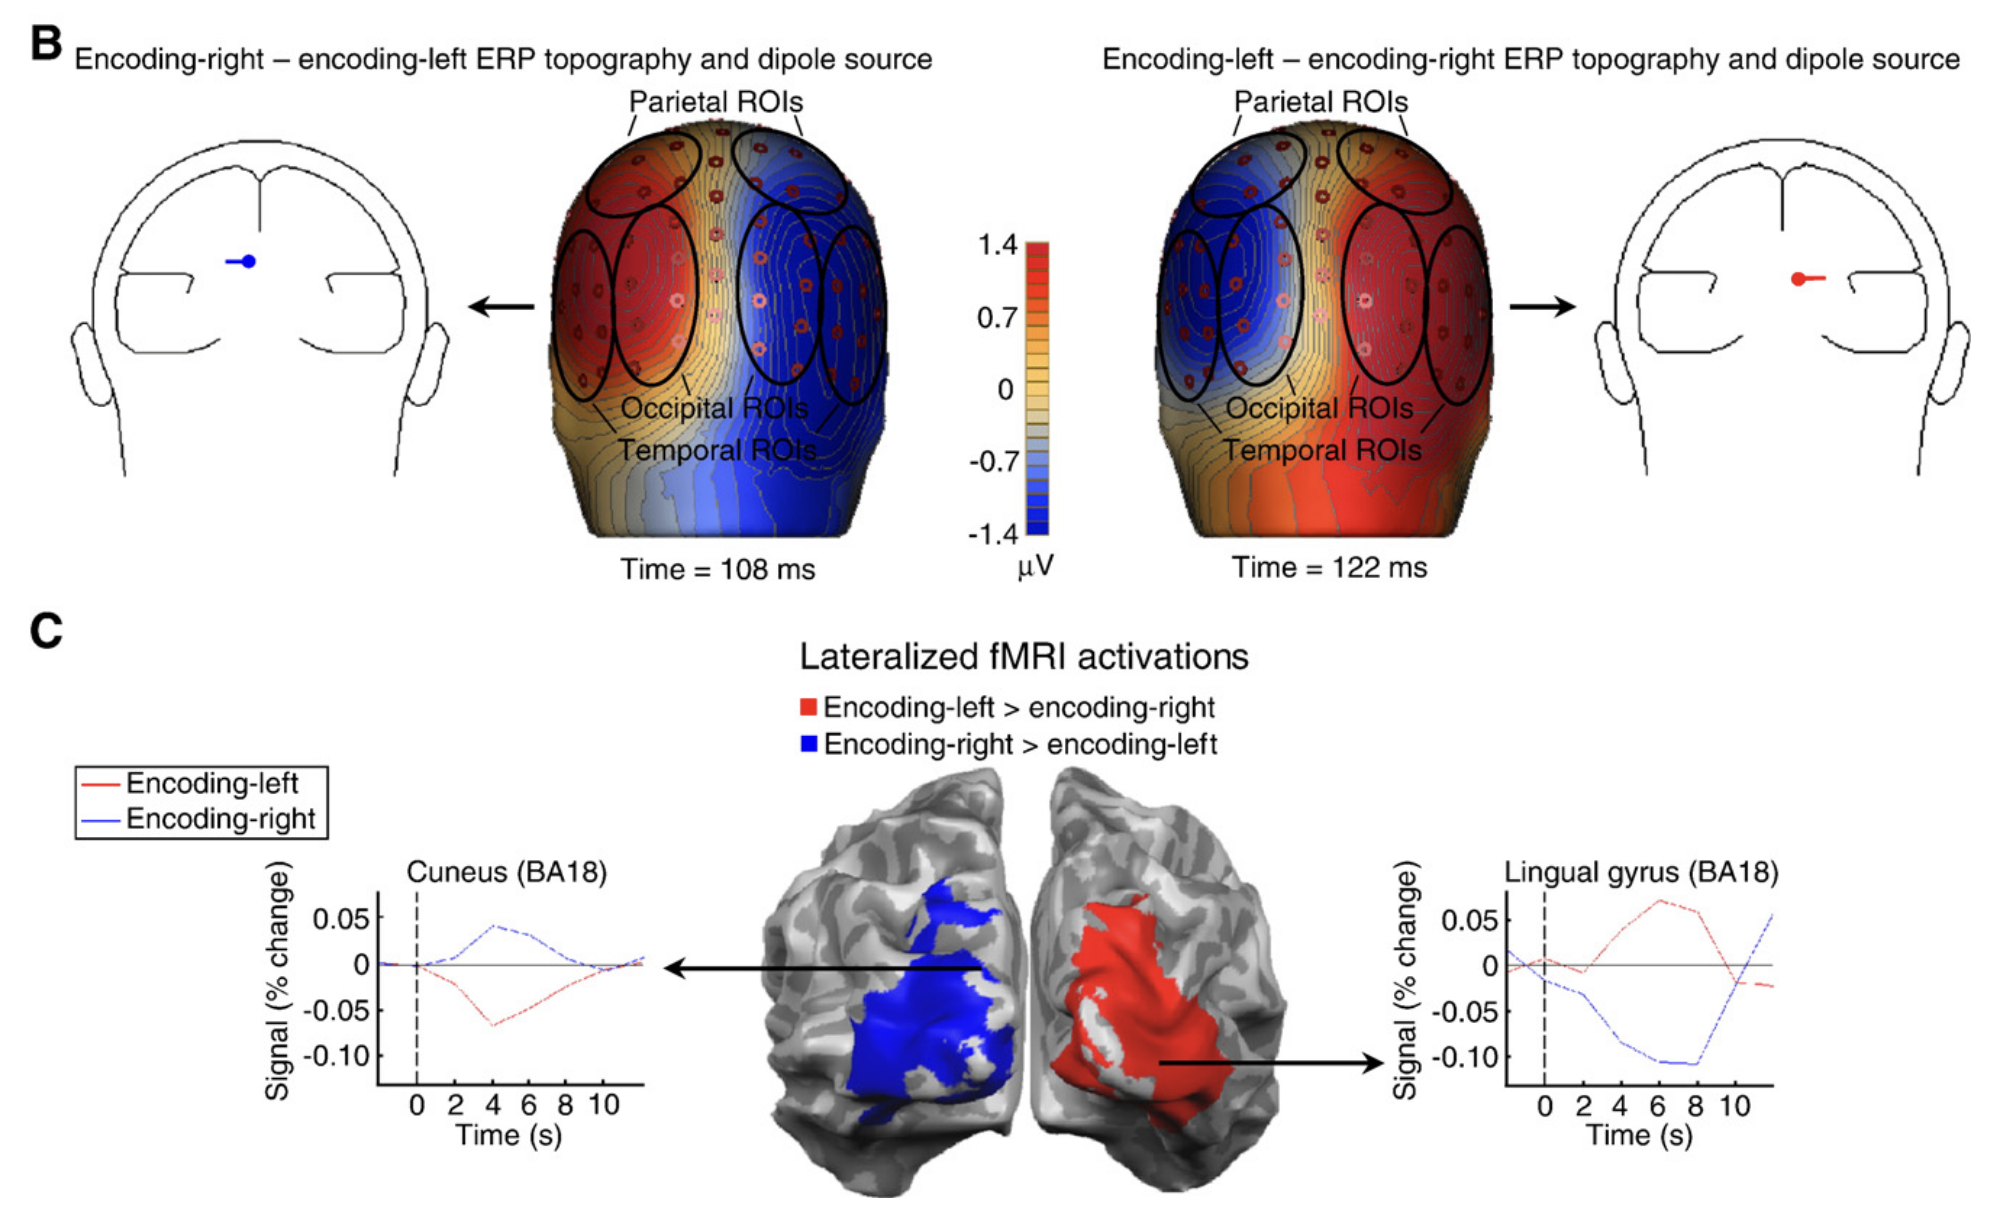 B
Encoding-right – encoding-left ERP topography and dipole source
Encoding-left – encoding-right ERP topography and dipole source
Parietal ROIs
Parietal ROIs
1.4
0.7
0
-0.7
-1.4
μV
Occipital ROIs
Temporal ROIs
Occipital ROIs
Temporal ROIs
Time = 108 ms
Time = 122 ms
C
Lateralized fMRI activations
Encoding-left > encoding-right
Encoding-right > encoding-left
Encoding-left
Encoding-right
Cuneus (BA18)
Signal (% change)
0.05
0
-0.05
-0.10
0 2 4 6 8 10
Time (s)
Lingual gyrus (BA18)
Signal (% change)
0.05
0
-0.05
-0.10
0 2 4 6 8 10
Time (s)